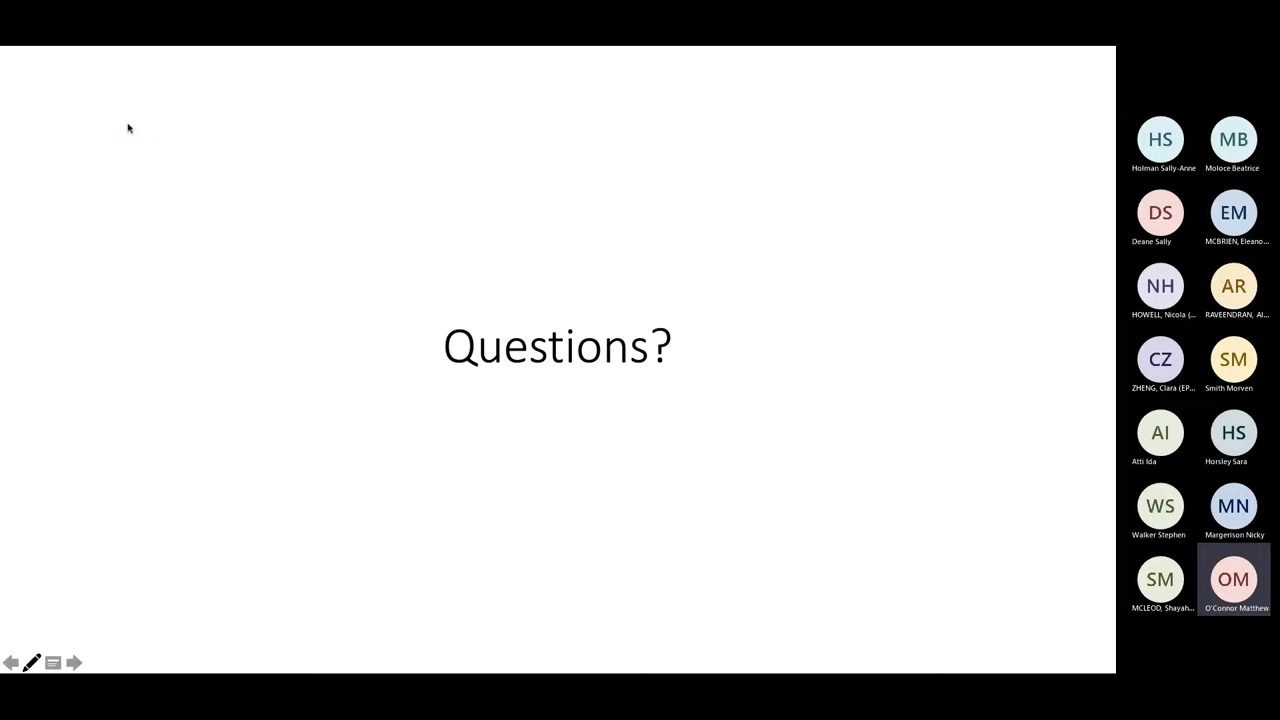 Questions?
HS MB
Holman Sally-Anne Moloce Beatrice
DS EM
Deane Sally MCBRIEN, Eleano...
NH AR
HOWELL, Nicola (... RAVEENDRAN, Al...
CZ SM
ZHENG, Clara (EP... Smith Morven
AI HS
Atti Ida Horsley Sara
WS MN
Walker Stephen Margerison Nicky
SM OM
MCLEOD, Shayah... O'Connor Matthew